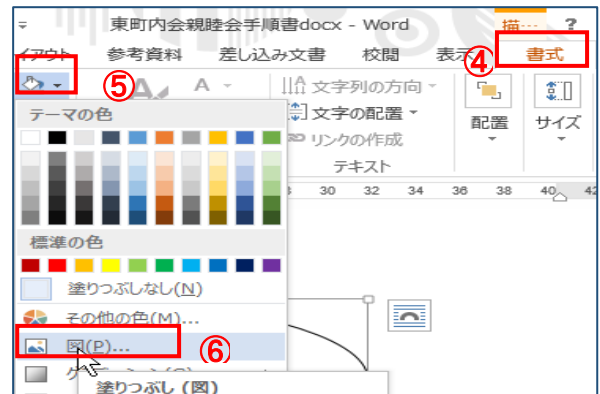 東町内会親睦会手順書docx - Word
描… ?
イアウト 参考資料 差し込み文書 校閲 表示 ④ 書式
⑤ A A 文字列の方向
テーマの色 文字の配置 配置 サイズ
リンクの作成
テキスト
30 32 34 36 38 40 42
標準の色
塗りつぶしなし(N)
その他の色(M)...
図(P)... ⑥
塗りつぶし (図)